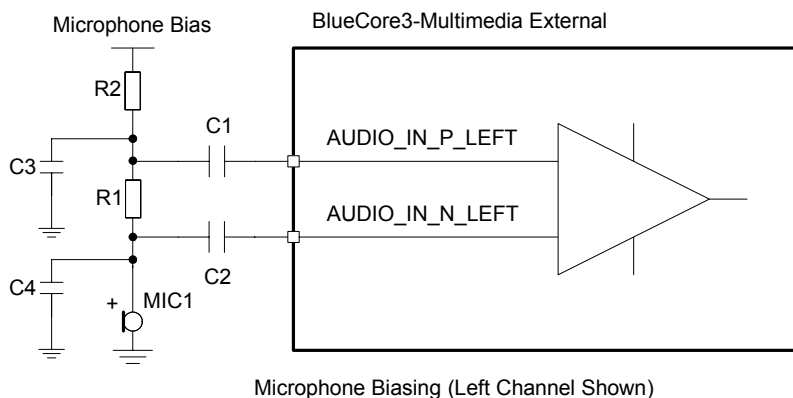 Microphone Bias
BlueCore3-Multimedia External
R2
C1
AUDIO_IN_P_LEFT
C3
R1
AUDIO_IN_N_LEFT
C2
C4
+
MIC1
Microphone Biasing (Left Channel Shown)